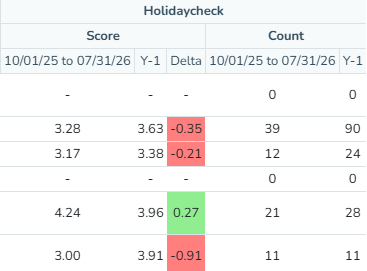 Holidaycheck
Score Count
10/01/25 to 07/31/26 Y-1 Delta 10/01/25 to 07/31/26 Y-1
- - - 0 0
3.28 3.63 -0.35 39 90
3.17 3.38 -0.21 12 24
- - - 0 0
4.24 3.96 0.27 21 28
3.00 3.91 -0.91 11 11